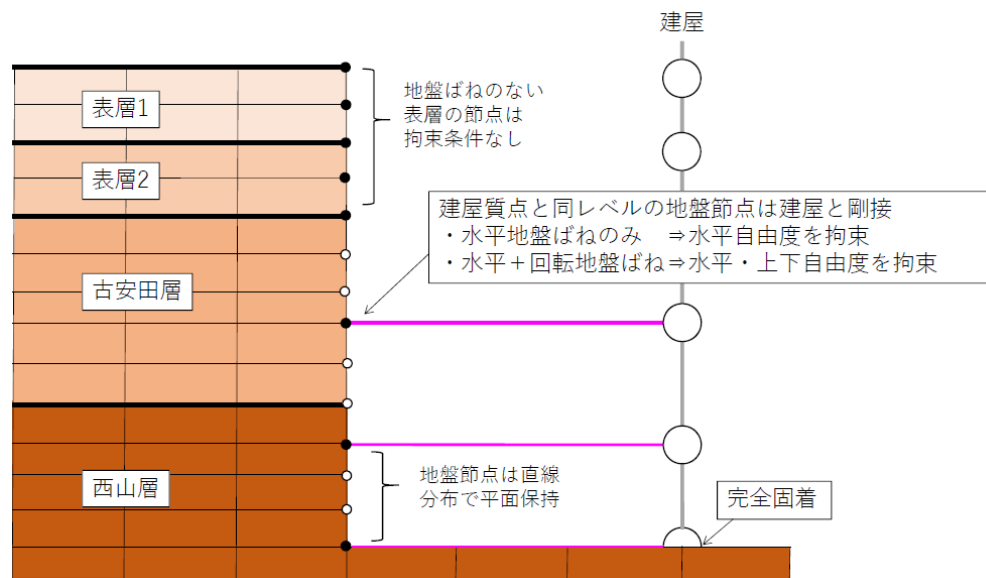 建屋
表層1
地盤ばねのない
表層の節点は
拘束条件なし
表層2
建屋質点と同レベルの地盤節点は建屋と剛接
・水平地盤ばねのみ ⇒水平自由度を拘束
・水平+回転地盤ばね⇒水平・上下自由度を拘束
古安田層
西山層
地盤節点は直線
分布で平面保持
完全固着